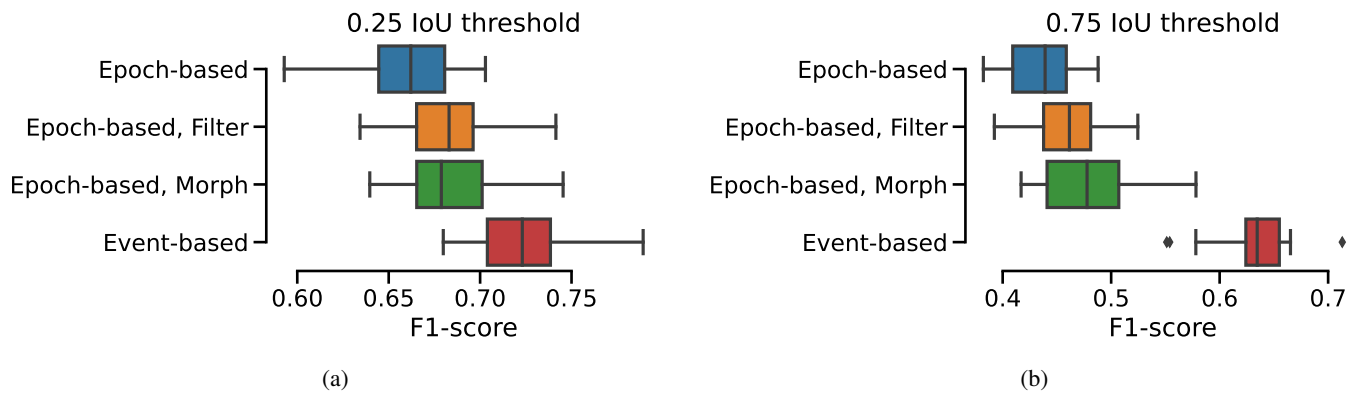 0.25 IoU threshold
Epoch-based
Epoch-based, Filter
Epoch-based, Morph
Event-based
0.60 0.65 0.70 0.75
F1-score
(a)
0.75 IoU threshold
Epoch-based
Epoch-based, Filter
Epoch-based, Morph
Event-based
0.4 0.5 0.6 0.7
F1-score
(b)